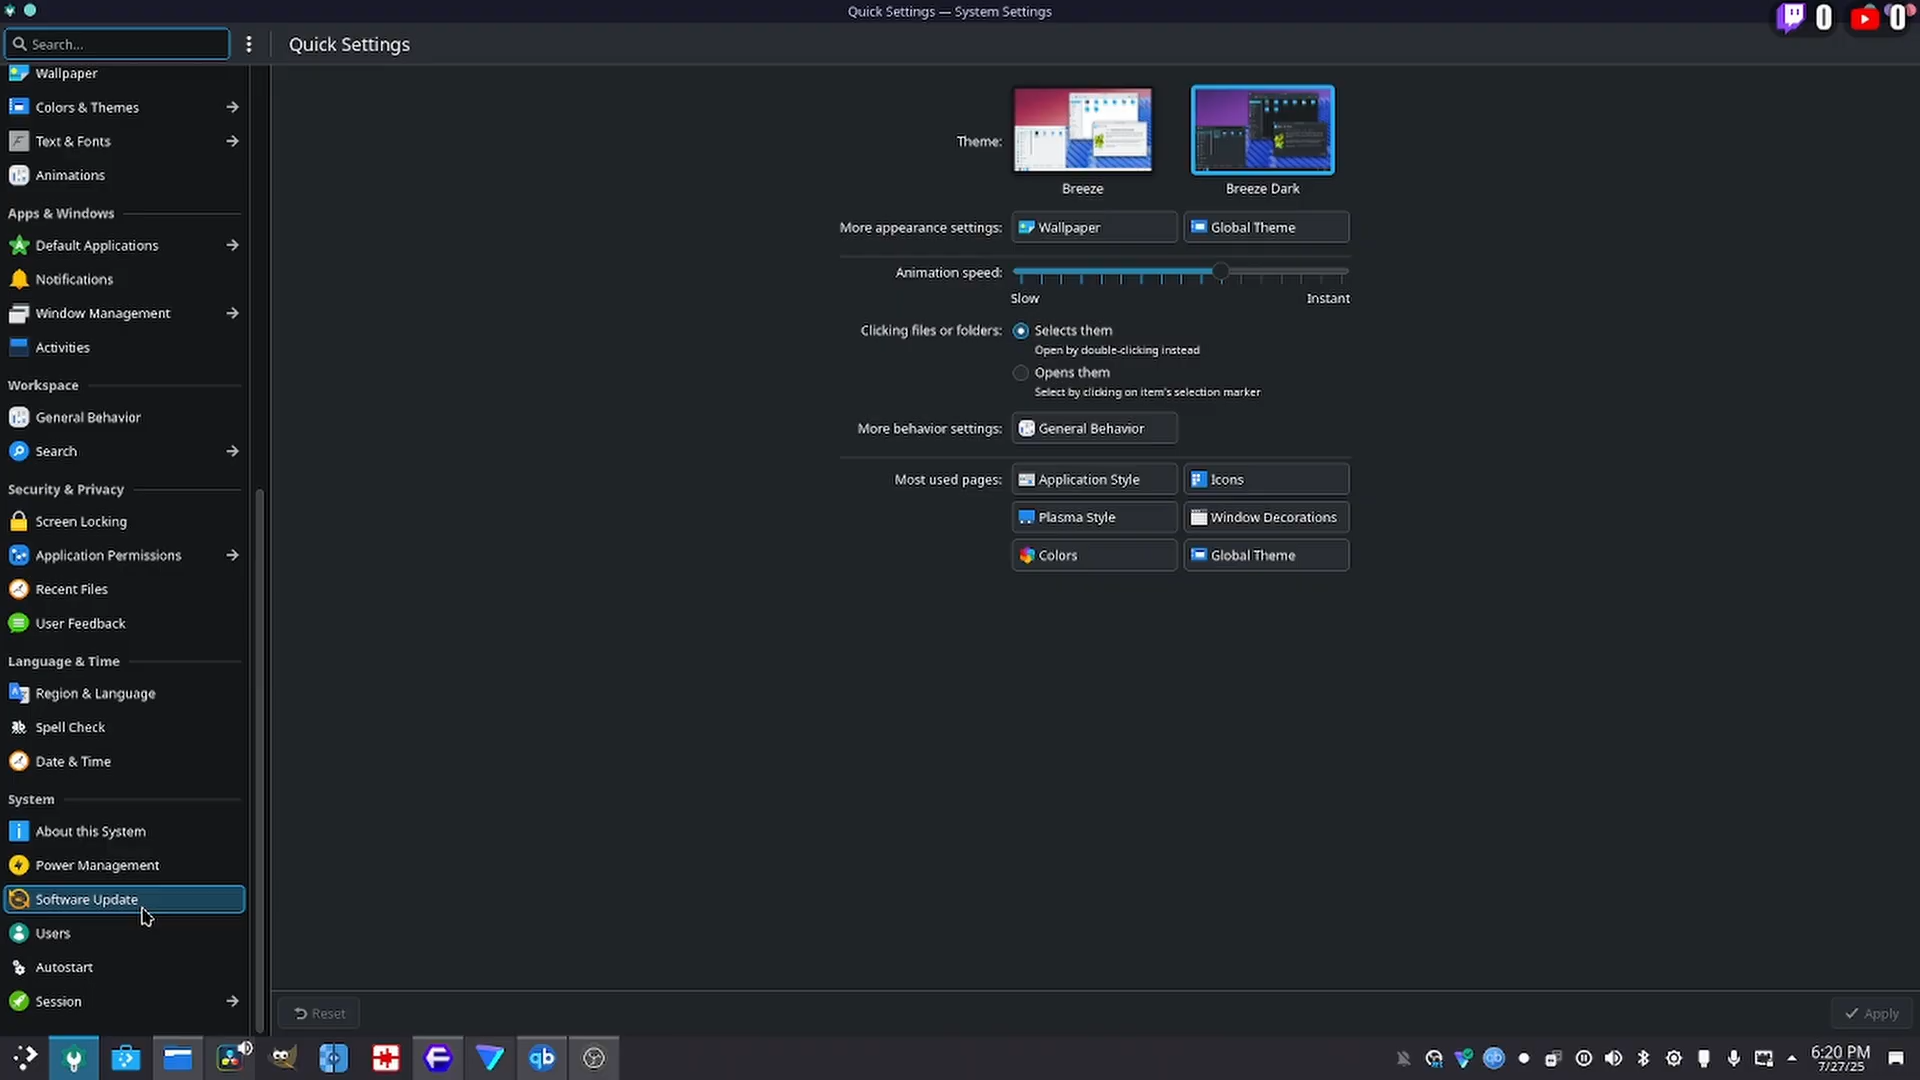 Quick Settings — System Settings
0
0
Search...
Quick Settings
Wallpaper
Colors & Themes
Text & Fonts
Animations
Apps & Windows
Default Applications
Notifications
Window Management
Activities
Workspace
General Behavior
Search
Security & Privacy
Screen Locking
Application Permissions
Recent Files
User Feedback
Language & Time
Region & Language
Spell Check
Date & Time
System
About this System
Power Management
Software Update
Users
Autostart
Session
Theme:
Breeze
Breeze Dark
More appearance settings:
Wallpaper
Global Theme
Animation speed:
Slow
Instant
Clicking files or folders:
Selects them
Open by double-clicking instead
Opens them
Select by clicking on item's selection marker
More behavior settings:
General Behavior
Most used pages:
Application Style
Icons
Plasma Style
Window Decorations
Colors
Global Theme
Reset
Apply
qb
qb
6:20 PM
7/27/25